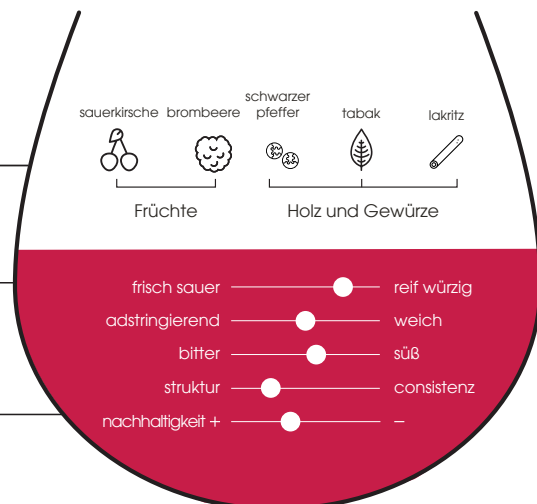 sauerkirsche brombeere schwarzer pfeffer tabak lakritz
Früchte Holz und Gewürze
frisch sauer reif würzig
adstringierend weich
bitter süß
struktur consistenz
nachhaltigkeit + –